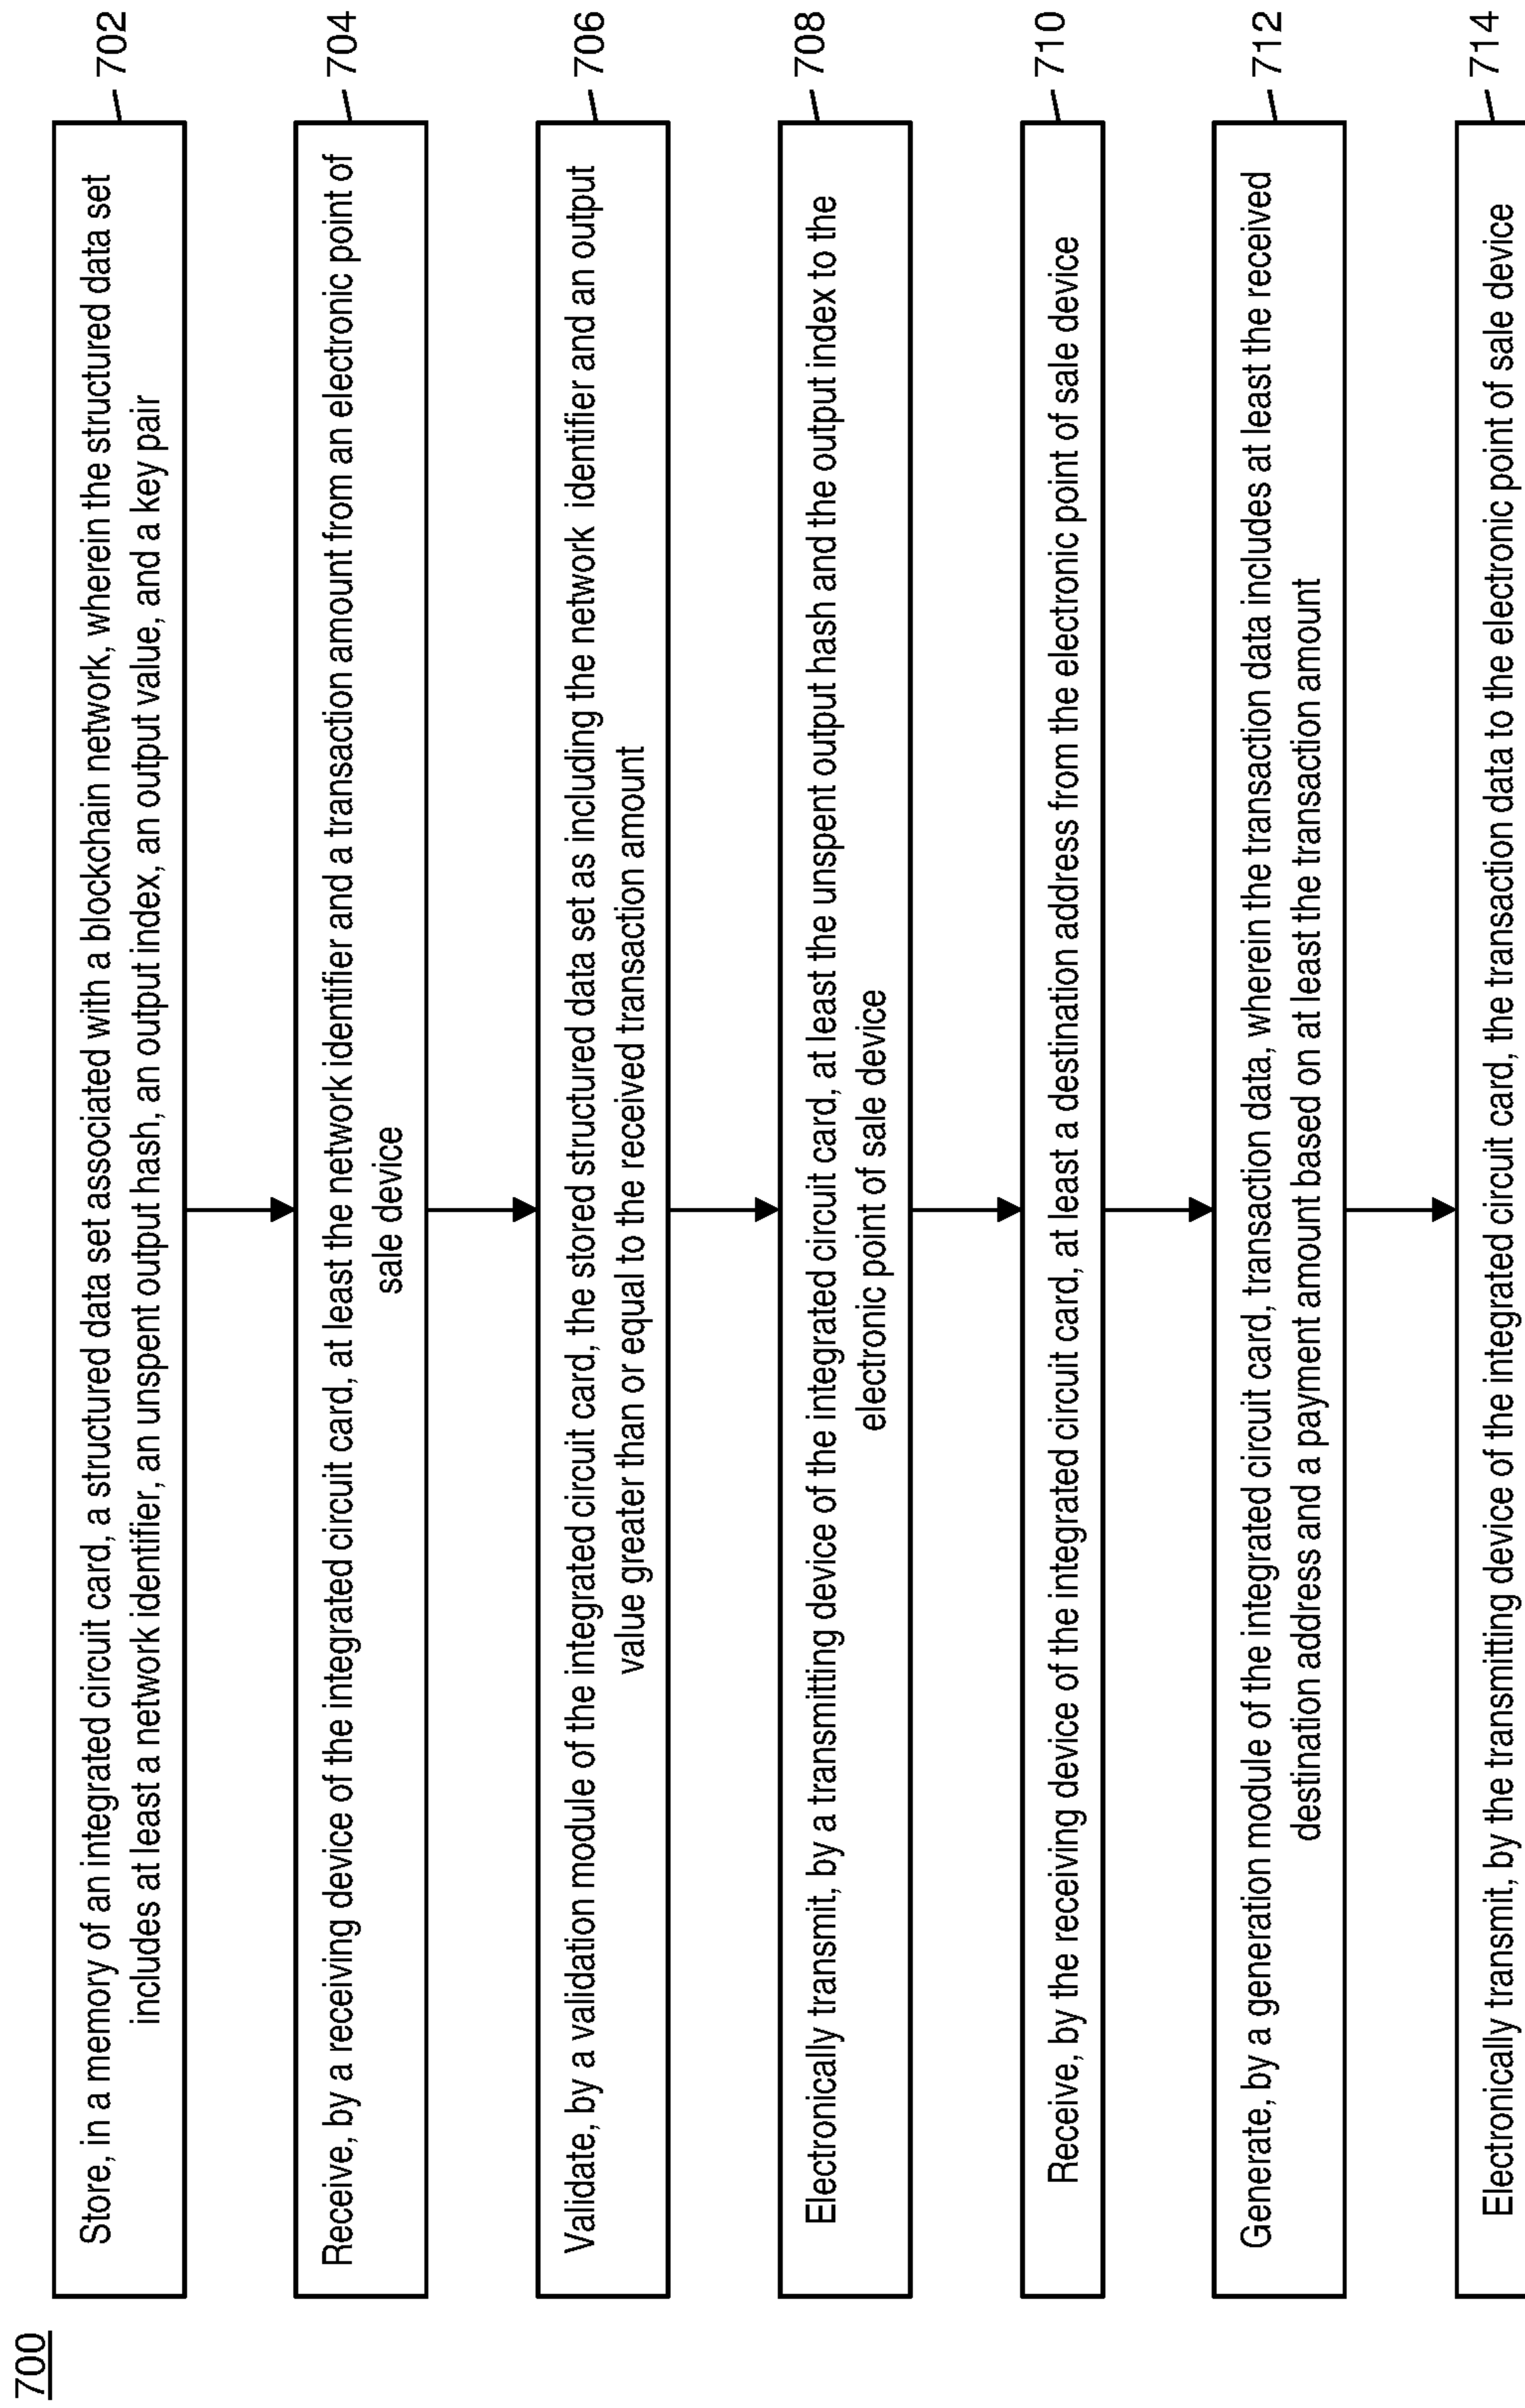 700
Store, in a memory of an integrated circuit card, a structured data set associated with a blockchain network, wherein the structured data set
includes at least a network identifier, an unspent output hash, an output index, an output value, and a key pair
702
Receive, by a receiving device of the integrated circuit card, at least the network identifier and a transaction amount from an electronic point of
sale device
704
Validate, by a validation module of the integrated circuit card, the stored structured data set as including the network identifier and an output
value greater than or equal to the received transaction amount
706
Electronically transmit, by a transmitting device of the integrated circuit card, at least the unspent output hash and the output index to the
electronic point of sale device
708
Receive, by the receiving device of the integrated circuit card, at least a destination address from the electronic point of sale device
710
Generate, by a generation module of the integrated circuit card, transaction data, wherein the transaction data includes at least the received
destination address and a payment amount based on at least the transaction amount
712
Electronically transmit, by the transmitting device of the integrated circuit card, the transaction data to the electronic point of sale device
714